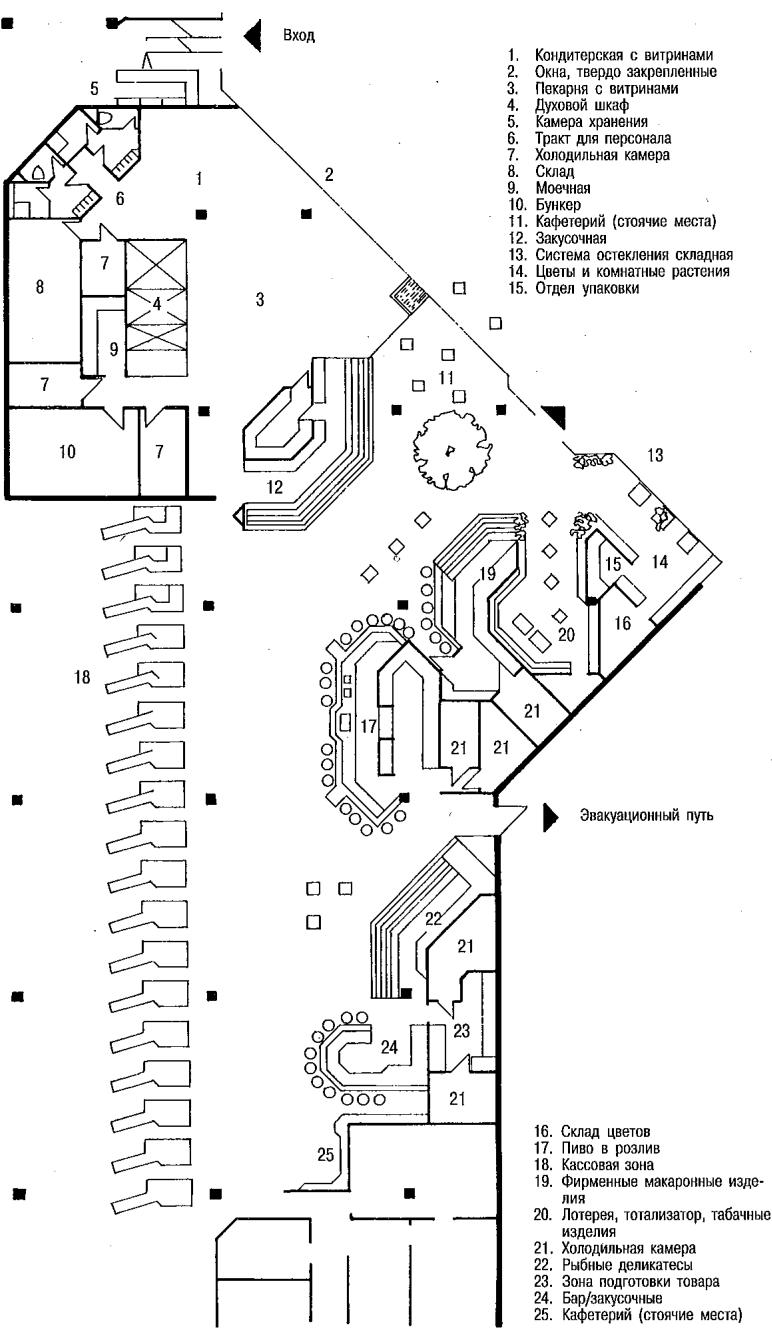 Вход
1. Кондитерская с витринами
2. Окна, твердо закрепленные
3. Пекарня с витринами
4. Духовой шкаф
5. Камера хранения
6. Тракт для персонала
7. Холодильная камера
8. Склад
9. Моечная
10. Бункер
11. Кафетерий (стоячие места)
12. Закусочная
13. Система остекления складная
14. Цветы и комнатные растения
15. Отдел упаковки
5
1
2
6
7
8
3
4
9
7
11
10
7
12
13
19
15
14
18
20
16
17
21
21
21
Эвакуационный путь
22
21
23
24
21
25
16. Склад цветов
17. Пиво в розлив
18. Кассовая зона
19. Фирменные макаронные изде-
лия
20. Лотерея, тотализатор, табачные
изделия
21. Холодильная камера
22. Рыбные деликатесы
23. Зона подготовки товара
24. Бар/закусочные
25. Кафетерий (стоячие места)